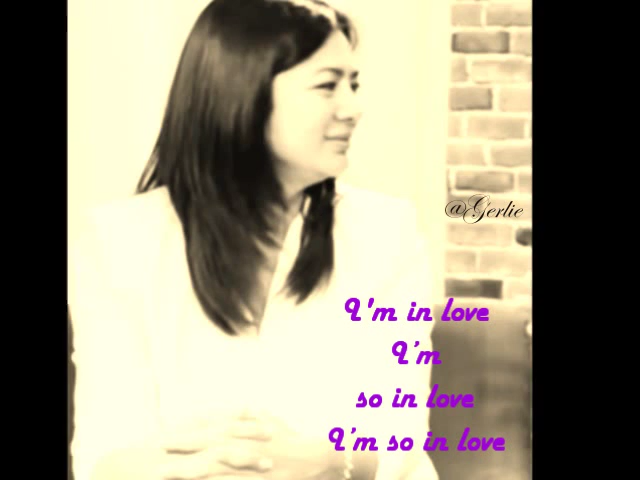 @Gerlie
I'm in love
I'm
so in love
I'm so in love